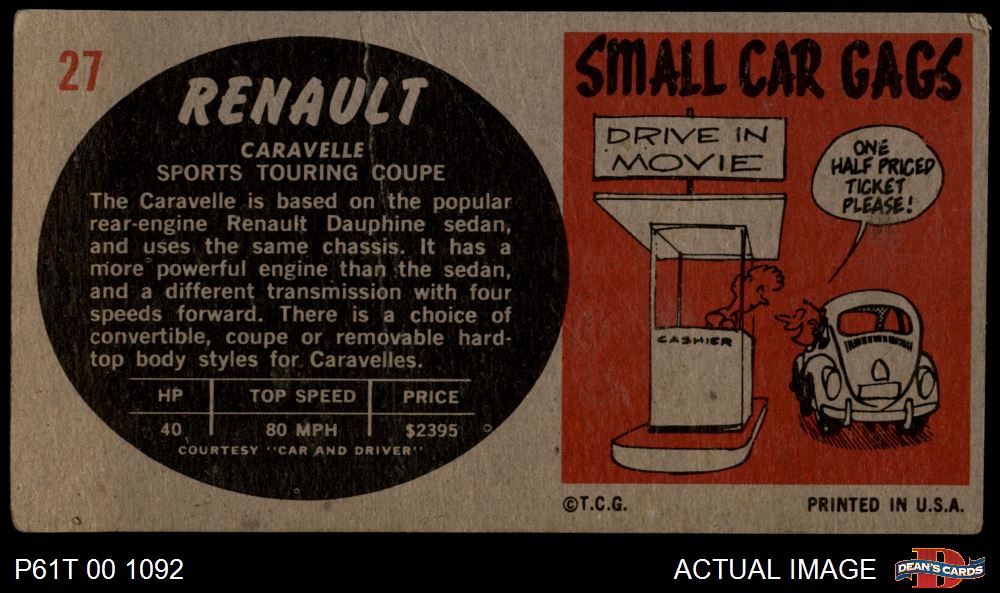 27
RENAULT
CARAVELLE
SPORTS TOURING COUPE
The Caravelle is based on the popular
rear-engine Renault Dauphine sedan,
and uses the same chassis. It has a
more powerful engine than the sedan,
and a different transmission with four
speeds forward. There is a choice of
convertible, coupe or removable hard-
top body styles for Caravelles.
HP TOP SPEED PRICE
40 80 MPH $2395
COURTESY "CAR AND DRIVER"
SMALL CAR GAGS
DRIVE IN
MOVIE
ONE
HALF PRICED
TICKET
PLEASE!
CASHIER
©T.C.G. PRINTED IN U.S.A.
P61T 00 1092 ACTUAL IMAGE
D
DEAN'S CARDS